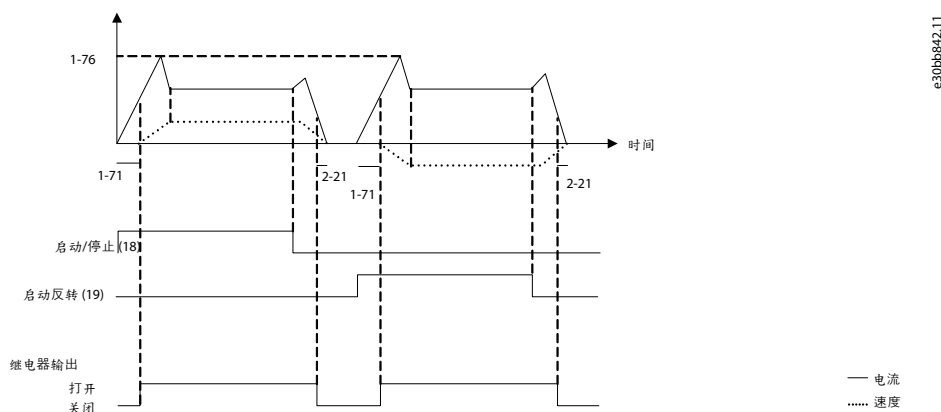 e30bb842.11
1-76
时间
1-71
2-21
1-71
2-21
启动/停止 (18)
启动反转 (19)
继电器输出
打开
关闭
电流
速度